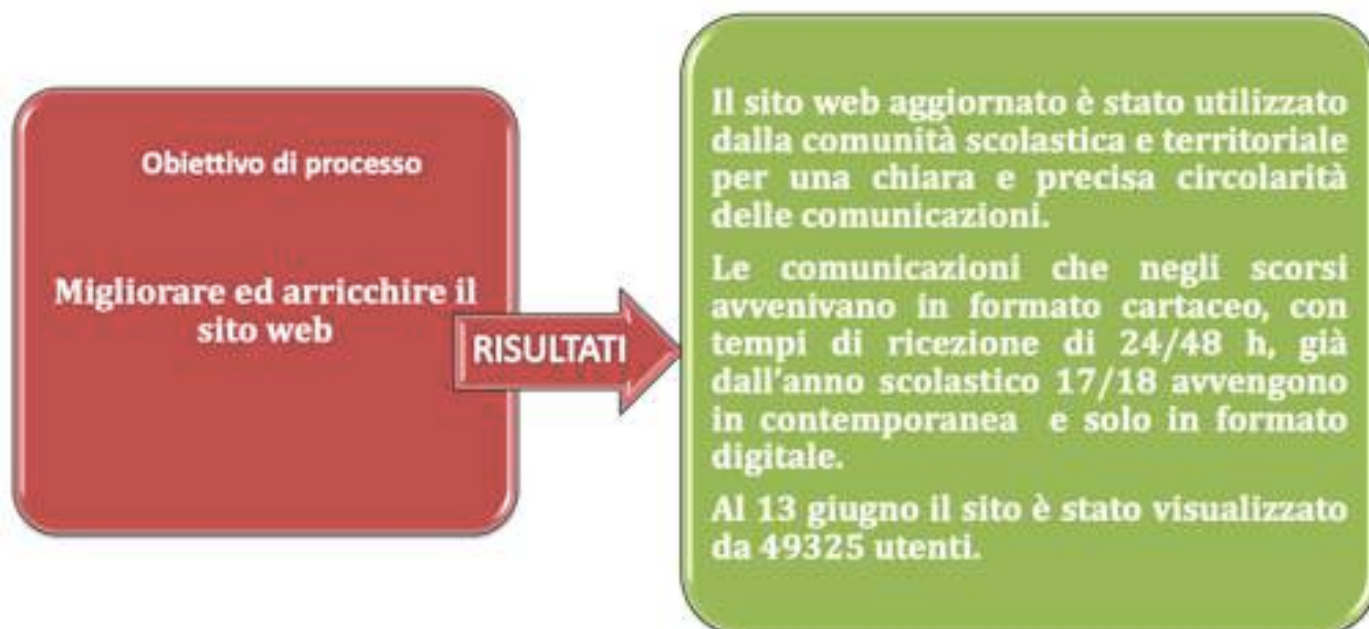 Obiettivo di processo
Migliorare ed arricchire il
sito web
RISULTATI
Il sito web aggiornato è stato utilizzato
dalla comunità scolastica e territoriale
per una chiara e precisa circolarità
delle comunicazioni.
Le comunicazioni che negli scorsi
avvenivano in formato cartaceo, con
tempi di ricezione di 24/48 h, già
dall'anno scolastico 17/18 avvengono
in contemporanea e solo in formato
digitale.
Al 13 giugno il sito è stato visualizzato
da 49325 utenti.